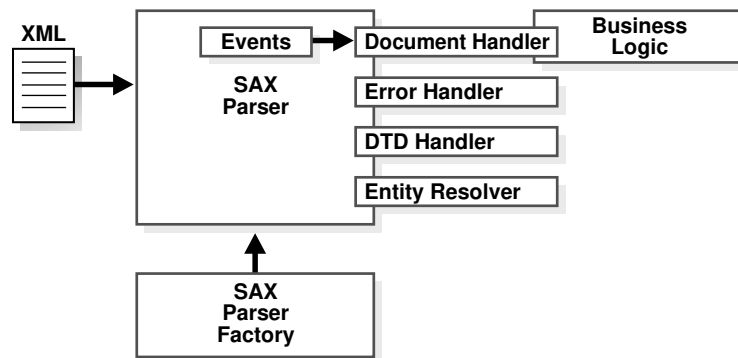 XML
Events
Document Handler
Business
Logic
SAX
Parser
Error Handler
DTD Handler
Entity Resolver
SAX
Parser
Factory